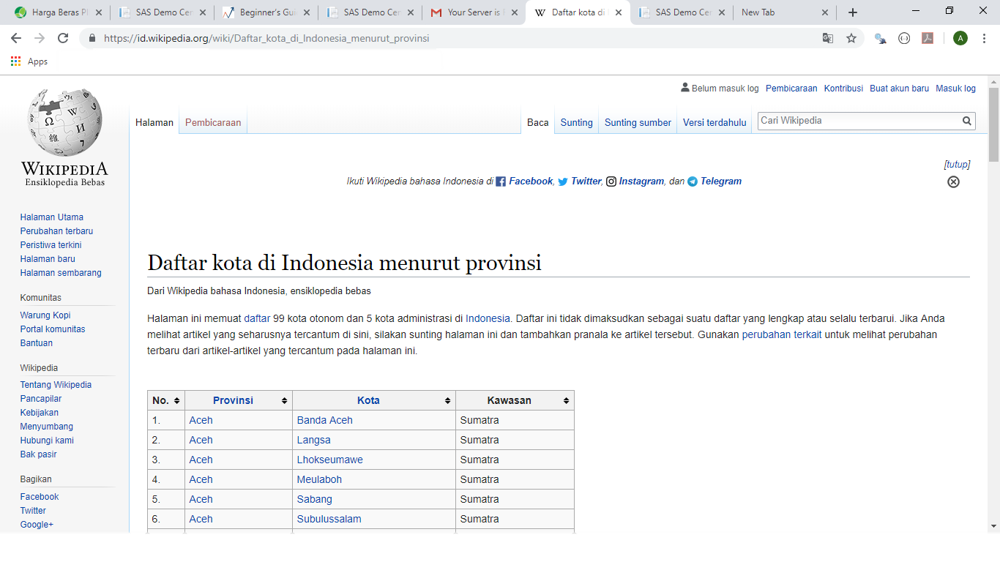 Harga Beras Pl
SAS Demo Cer
Beginner's Gui
SAS Demo Cer
Your Server is
Daftar kota di
SAS Demo Cer
New Tab
https://id.wikipedia.org/wiki/Daftar_kota_di_Indonesia_menurut_provinsi
A
Apps
Belum masuk log Pembicaraan Kontribusi Buat akun baru Masuk log
Halaman Pembicaraan Baca Sunting Sunting sumber Versi terdahulu Cari Wikipedia
WIKIPEDIA
Ensiklopedia Bebas
Halaman Utama
Perubahan terbaru
Peristiwa terkini
Halaman baru
Halaman sembarang
Komunitas
Warung Kopi
Portal komunitas
Bantuan
Wikipedia
Tentang Wikipedia
Pancapilar
Kebijakan
Menyumbang
Hubungi kami
Bak pasir
Bagikan
Facebook
Twitter
Google+
[tutup]
Ikuti Wikipedia bahasa Indonesia di Facebook, Twitter, Instagram, dan Telegram
Daftar kota di Indonesia menurut provinsi
Dari Wikipedia bahasa Indonesia, ensiklopedia bebas
Halaman ini memuat daftar 99 kota otonom dan 5 kota administrasi di Indonesia. Daftar ini tidak dimaksudkan sebagai suatu daftar yang lengkap atau selalu terbarui. Jika Anda
melihat artikel yang seharusnya tercantum di sini, silakan sunting halaman ini dan tambahkan pranala ke artikel tersebut. Gunakan perubahan terkait untuk melihat perubahan
terbaru dari artikel-artikel yang tercantum pada halaman ini.
No. Provinsi Kota Kawasan
1. Aceh Banda Aceh Sumatra
2. Aceh Langsa Sumatra
3. Aceh Lhokseumawe Sumatra
4. Aceh Meulaboh Sumatra
5. Aceh Sabang Sumatra
6. Aceh Subulussalam Sumatra